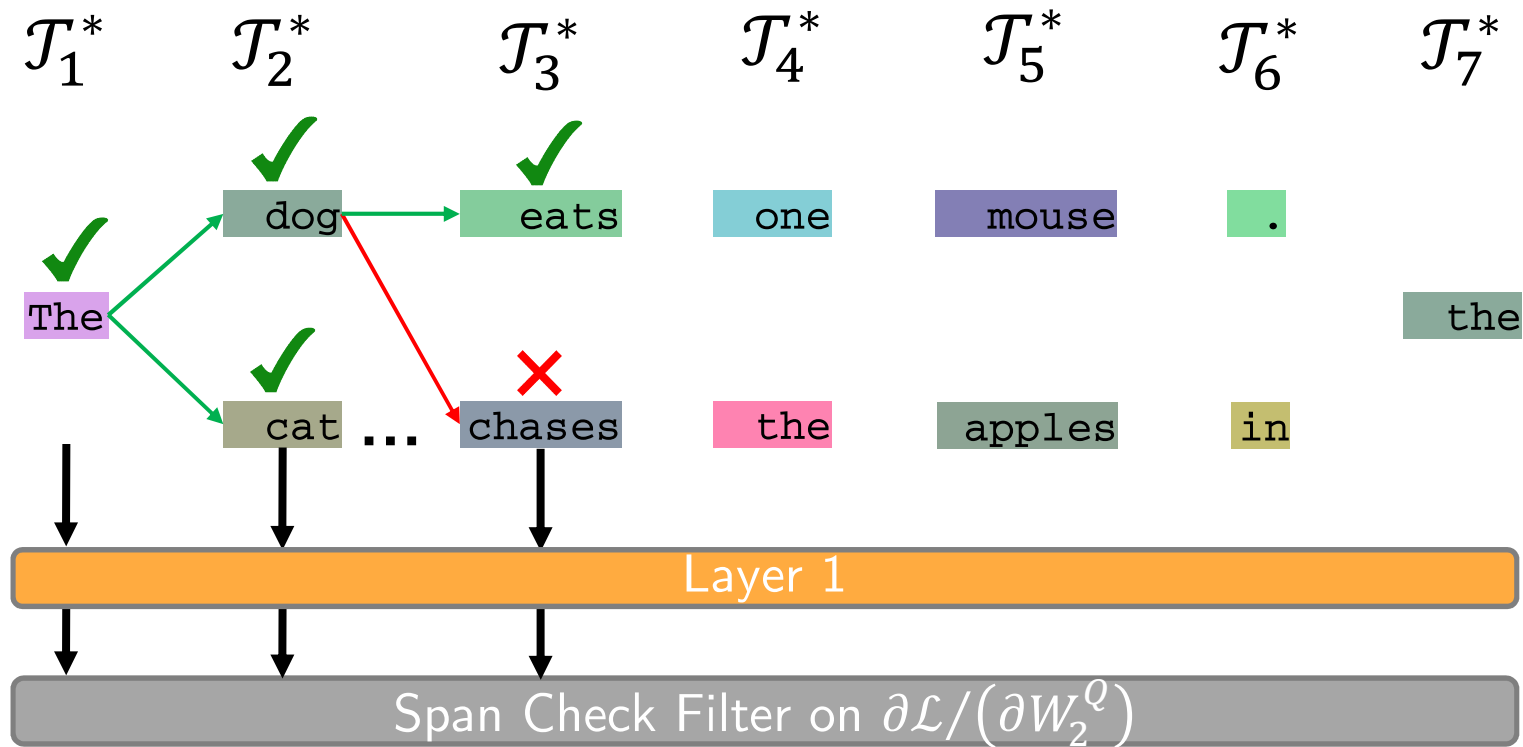 𝒯₁* 𝒯₂* 𝒯₃* 𝒯₄* 𝒯₅* 𝒯₆* 𝒯₇*
dog eats one mouse .
The the
cat ... chases the apples in
Layer 1
Span Check Filter on ∂ℒ/(∂W₂^Q)